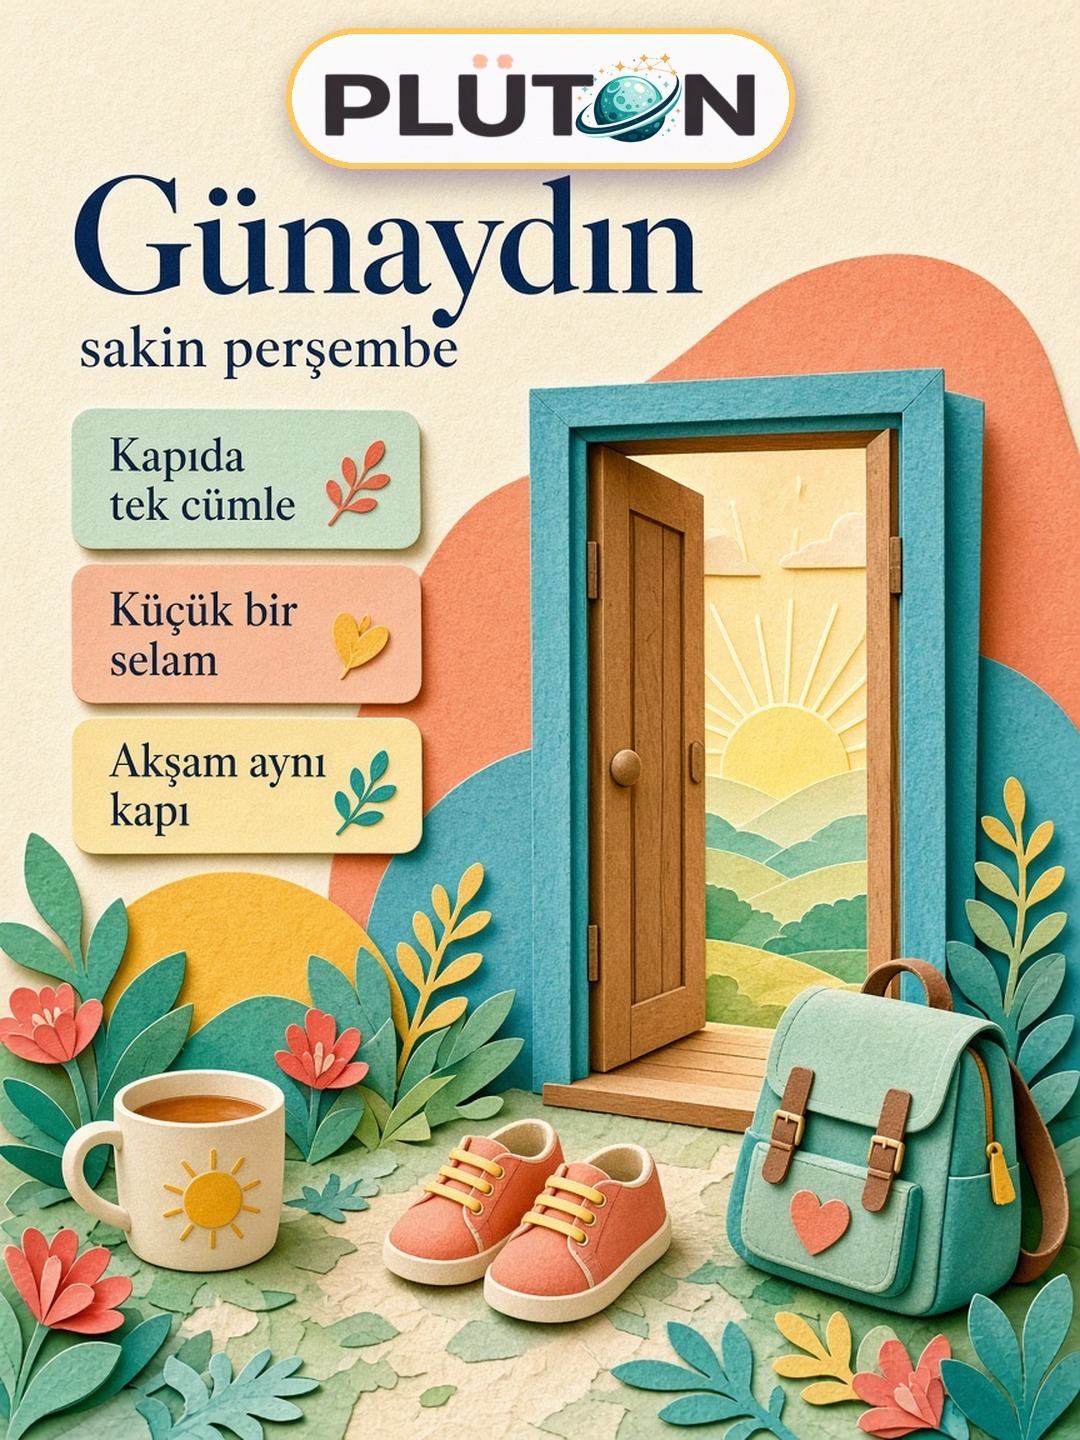 PLÜTON
Günaydın
sakin perşembe
Kapıda
tek cümle
Küçük bir
selam
Akşam aynı
kapı